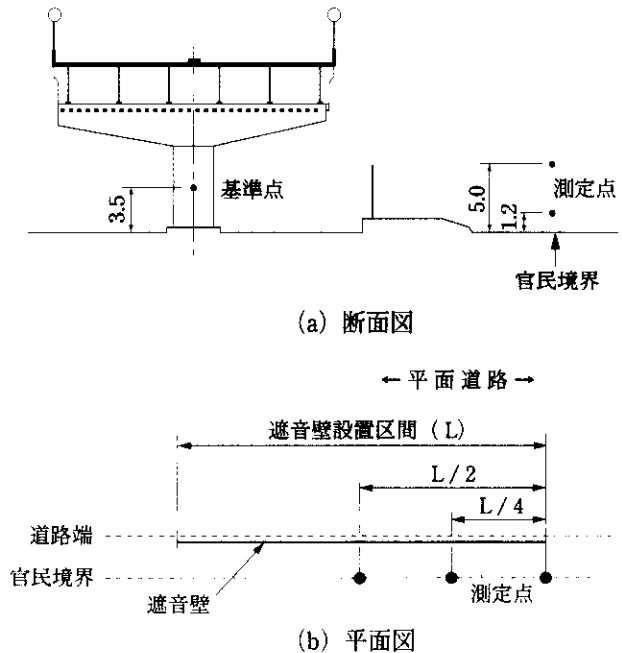 基準点
3.5
5.0
1.2
測定点
官民境界
(a) 断面図
← 平面道路 →
遮音壁設置区間 (L)
L/2
L/4
道路端
官民境界
遮音壁
測定点
(b) 平面図